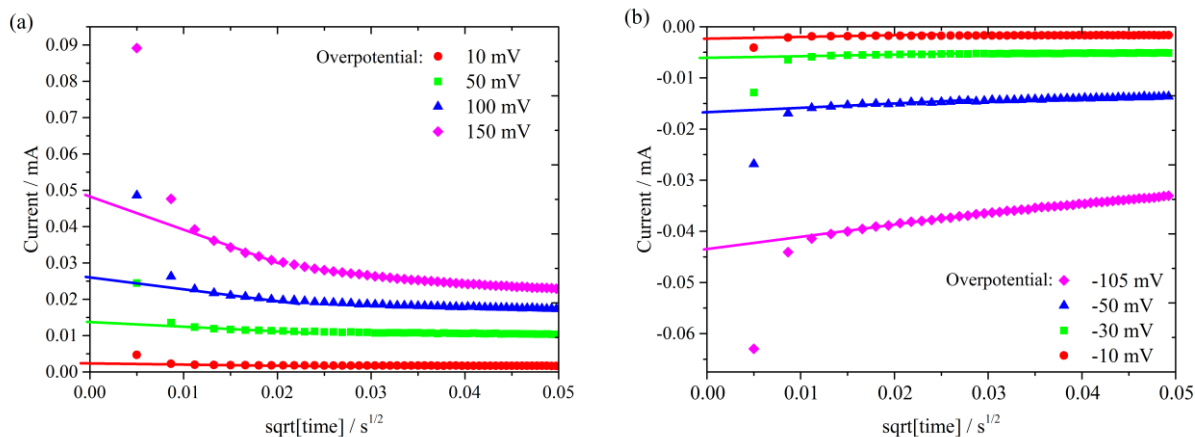 (a)
0.09
0.08
0.07
0.06
0.05
0.04
0.03
0.02
0.01
0.00
Current / mA
Overpotential:
10 mV
50 mV
100 mV
150 mV
0.00 0.01 0.02 0.03 0.04 0.05
sqrt[time] / s^1/2
(b)
0.00
-0.01
-0.02
-0.03
-0.04
-0.05
-0.06
Current / mA
Overpotential:
-105 mV
-50 mV
-30 mV
-10 mV
0.00 0.01 0.02 0.03 0.04 0.05
sqrt[time] / s^1/2